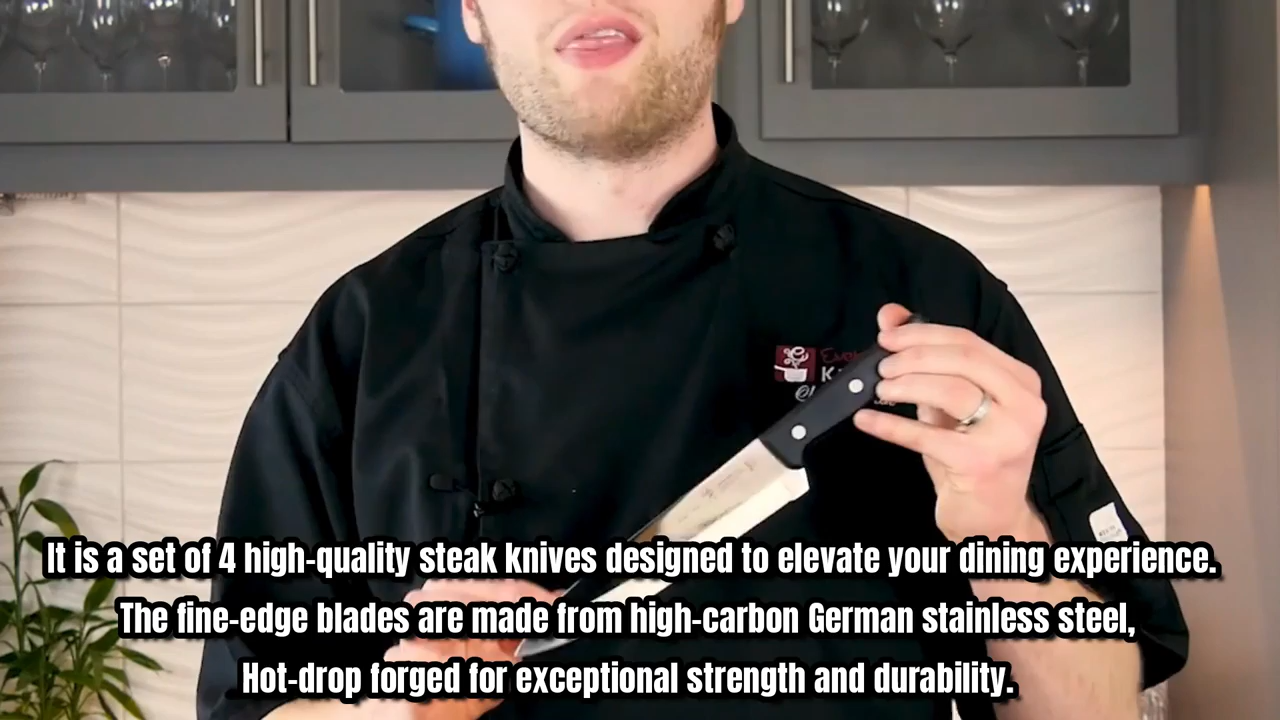 It is a set of 4 high-quality steak knives designed to elevate your dining experience.
The fine-edge blades are made from high-carbon German stainless steel,
Hot-drop forged for exceptional strength and durability.